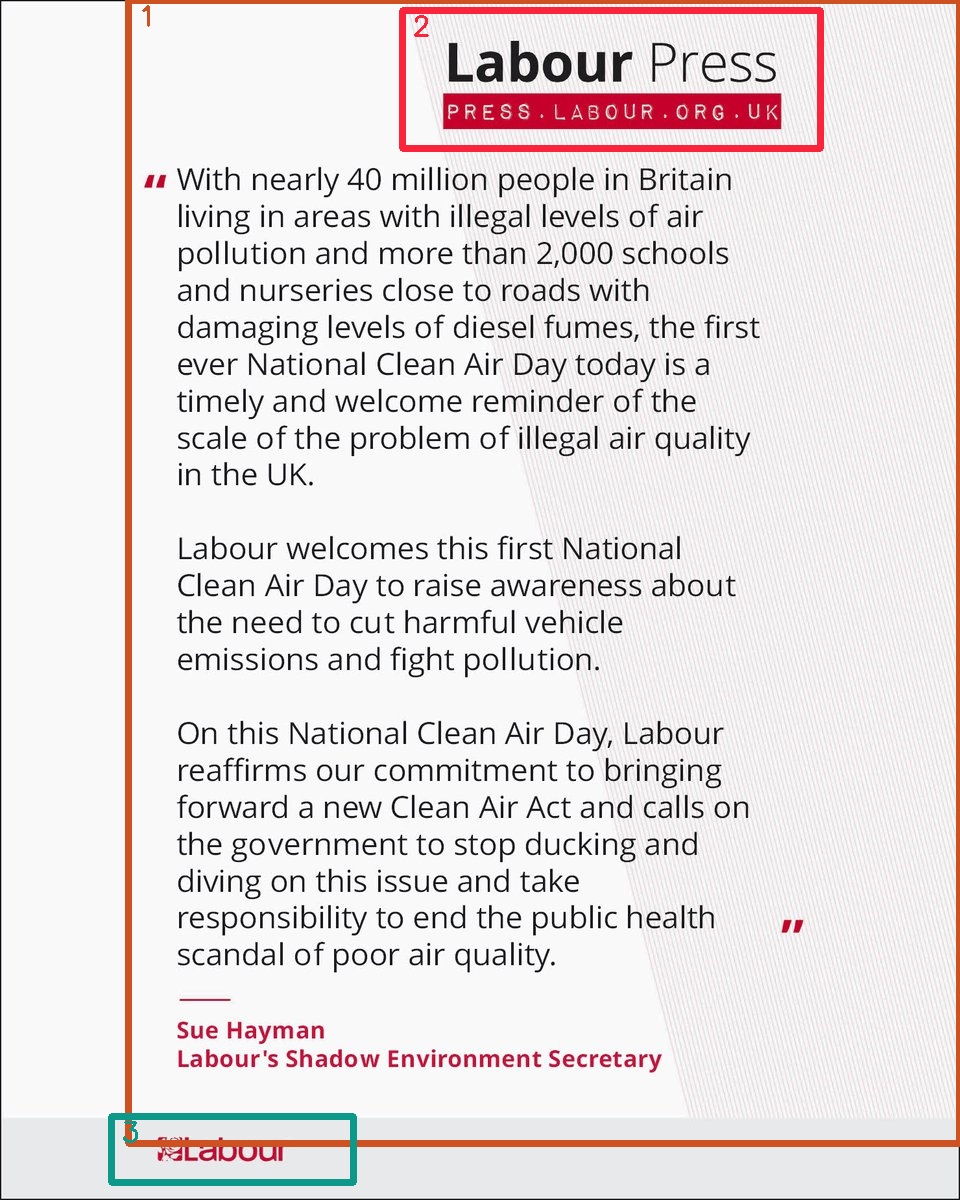 Labour Press
PRESS.LABOUR.ORG.UK
“ With nearly 40 million people in Britain
living in areas with illegal levels of air
pollution and more than 2,000 schools
and nurseries close to roads with
damaging levels of diesel fumes, the first
ever National Clean Air Day today is a
timely and welcome reminder of the
scale of the problem of illegal air quality
in the UK.
Labour welcomes this first National
Clean Air Day to raise awareness about
the need to cut harmful vehicle
emissions and fight pollution.
On this National Clean Air Day, Labour
reaffirms our commitment to bringing
forward a new Clean Air Act and calls on
the government to stop ducking and
diving on this issue and take
responsibility to end the public health
scandal of poor air quality. ”
Sue Hayman
Labour's Shadow Environment Secretary
Labour